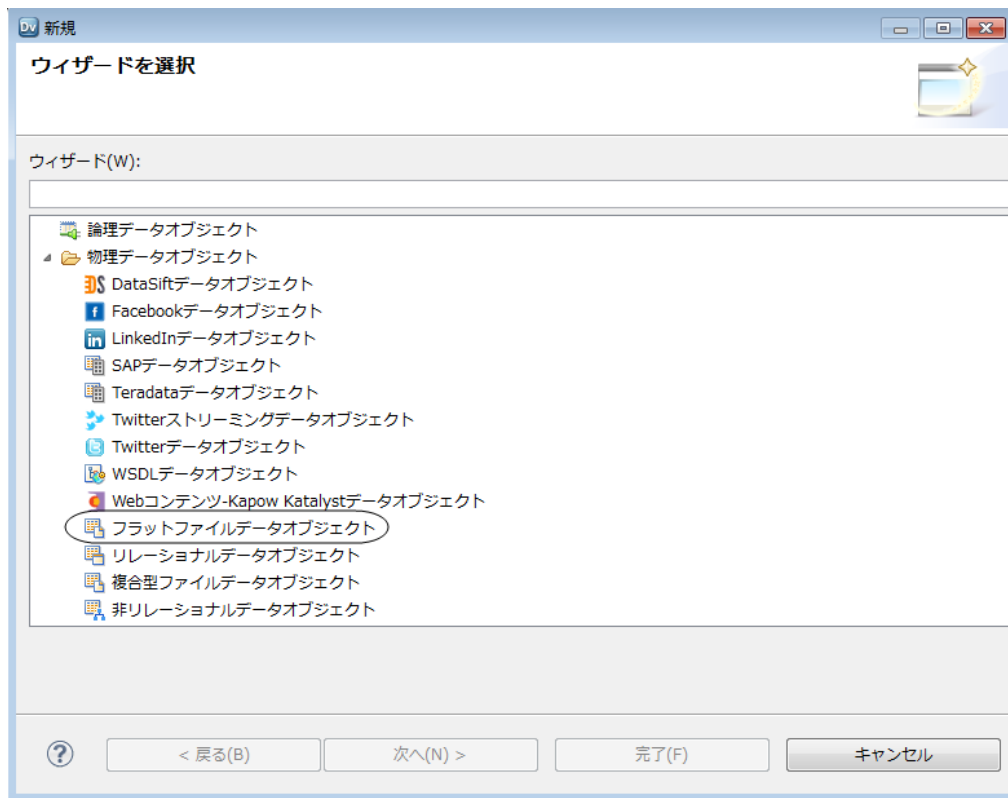 Dv 新規
ウィザードを選択
ウィザード(W):
論理データオブジェクト
物理データオブジェクト
DataSiftデータオブジェクト
Facebookデータオブジェクト
LinkedInデータオブジェクト
SAPデータオブジェクト
Teradataデータオブジェクト
Twitterストリーミングデータオブジェクト
Twitterデータオブジェクト
WSDLデータオブジェクト
Webコンテンツ-Kapow Katalystデータオブジェクト
フラットファイルデータオブジェクト
リレーショナルデータオブジェクト
複合型ファイルデータオブジェクト
非リレーショナルデータオブジェクト
? < 戻る(B) 次へ(N) > 完了(F) キャンセル